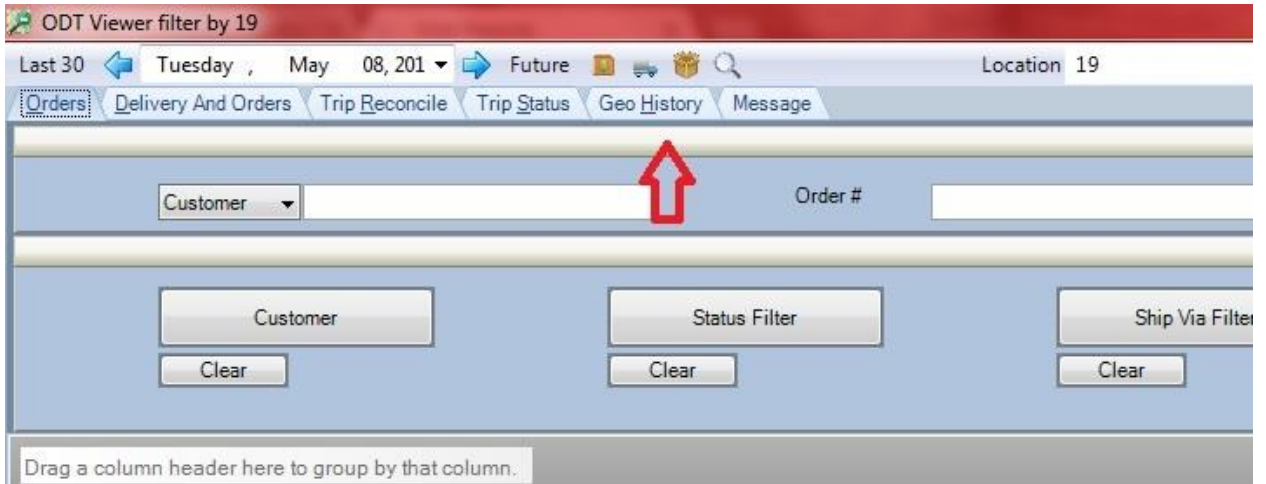 ODT Viewer filter by 19
Last 30 Tuesday , May 08, 201 Future Location 19
Orders Delivery And Orders Trip Reconcile Trip Status Geo History Message
Customer Order #
Customer Status Filter Ship Via Filter
Clear Clear Clear
Drag a column header here to group by that column.